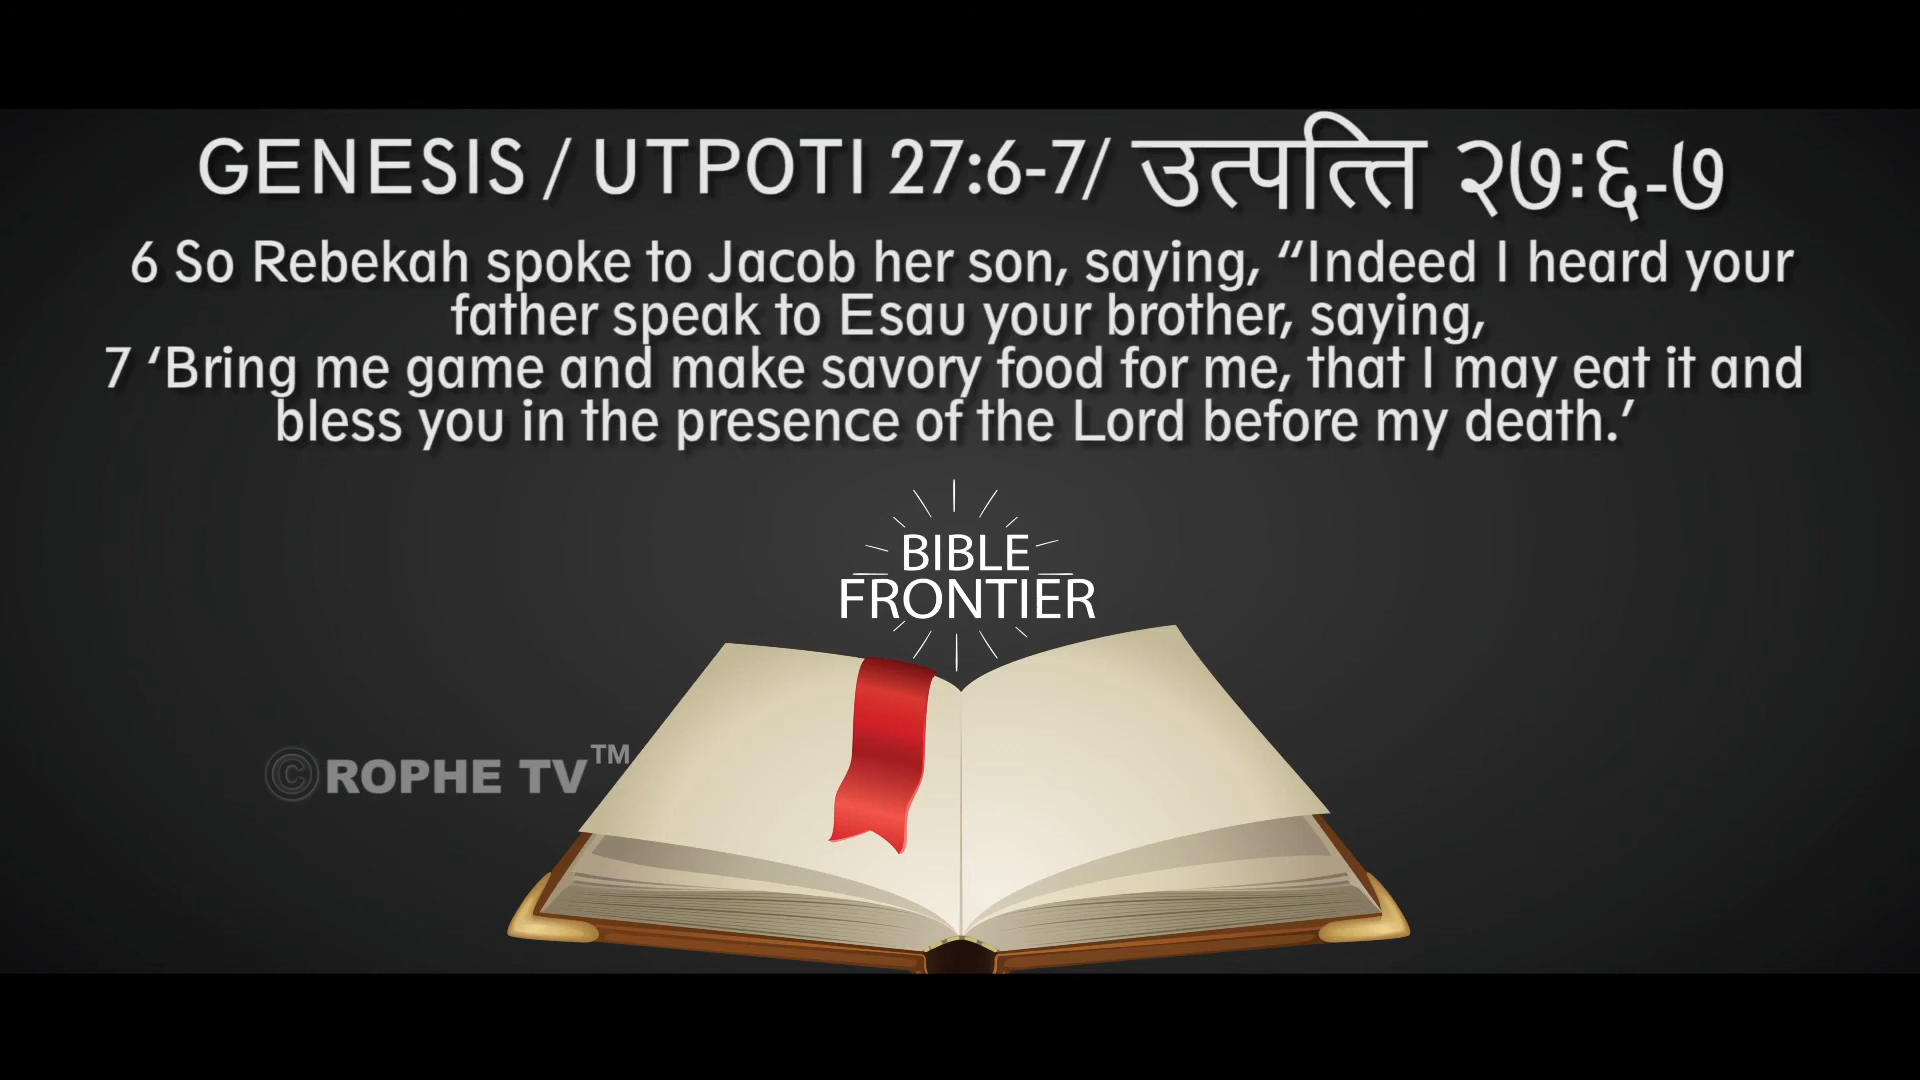 GENESIS / UTPOTI 27:6-7/ उत्पत्ति २७:६-७
6 So Rebekah spoke to Jacob her son, saying, “Indeed I heard your
father speak to Esau your brother, saying,
7 ‘Bring me game and make savory food for me, that I may eat it and
bless you in the presence of the Lord before my death.’
BIBLE
FRONTIER
©ROPHE TV™